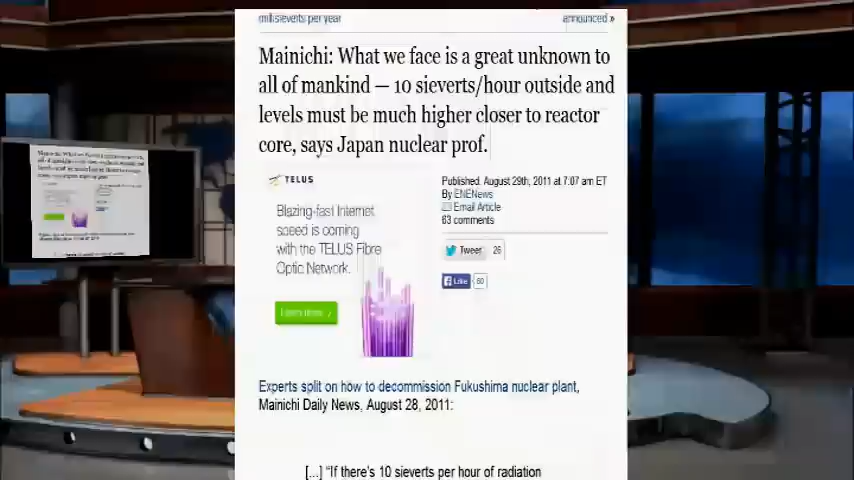 millisieverts per year
announced »
Mainichi: What we face is a great unknown to
all of mankind — 10 sieverts/hour outside and
levels must be much higher closer to reactor
core, says Japan nuclear prof.
TELUS
Blazing-fast Internet
speed is coming
with the TELUS Fibre
Optic Network.
Learn more
Published: August 29th, 2011 at 7:07 am ET
By ENENews
Email Article
63 comments
Tweet 26
Like 60
Experts split on how to decommission Fukushima nuclear plant,
Mainichi Daily News, August 28, 2011:
[...] “If there's 10 sieverts per hour of radiation